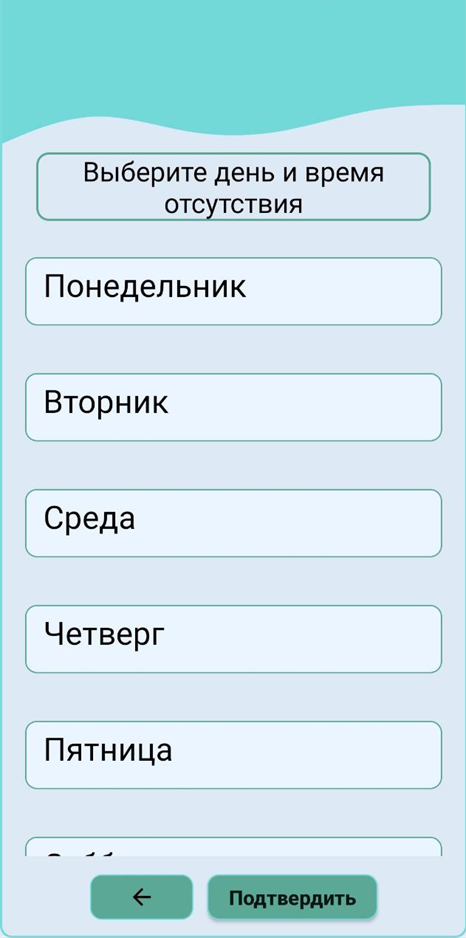 Выберите день и время
отсутствия
Понедельник
Вторник
Среда
Четверг
Пятница
Подтвердить